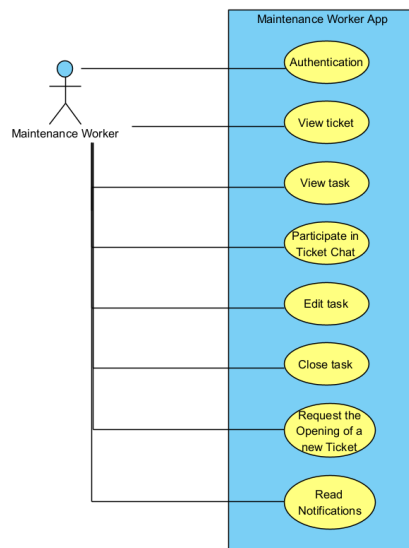 Maintenance Worker App
Authentication
Maintenance Worker
View ticket
View task
Participate in
Ticket Chat
Edit task
Close task
Request the
Opening of a
new Ticket
Read
Notifications